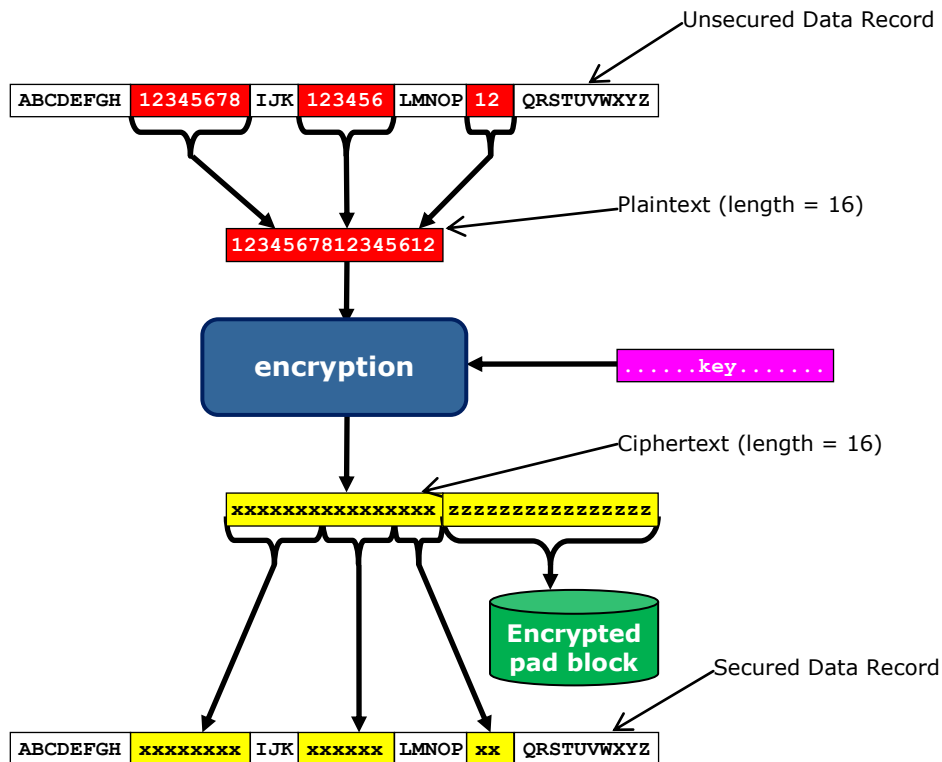 Unsecured Data Record
ABCDEFGH 12345678 IJK 123456 LMNOP 12 QRSTUVWXYZ
Plaintext (length = 16)
1234567812345612
encryption
......key.......
Ciphertext (length = 16)
xxxxxxxxxxxxxxxx zzzzzzzzzzzzzzzz
Encrypted
pad block
Secured Data Record
ABCDEFGH xxxxxxxx IJK xxxxxx LMNOP xx QRSTUVWXYZ